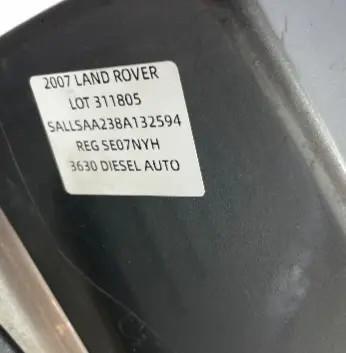 2007 LAND ROVER
LOT 311805
SALLSAA238A132594
REG SE07NYH
3630 DIESEL AUTO